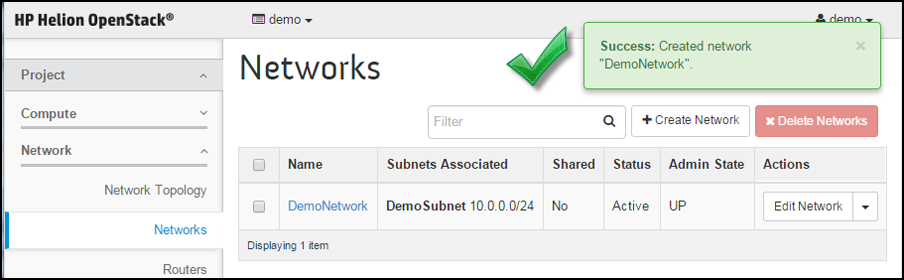 HP Helion OpenStack®
demo
demo
Success: Created network
"DemoNetwork".
×
Project
Compute
Network
Network Topology
Networks
Routers
Networks
Filter
+ Create Network
× Delete Networks
Name Subnets Associated Shared Status Admin State Actions
DemoNetwork DemoSubnet 10.0.0.0/24 No Active UP Edit Network
Displaying 1 item